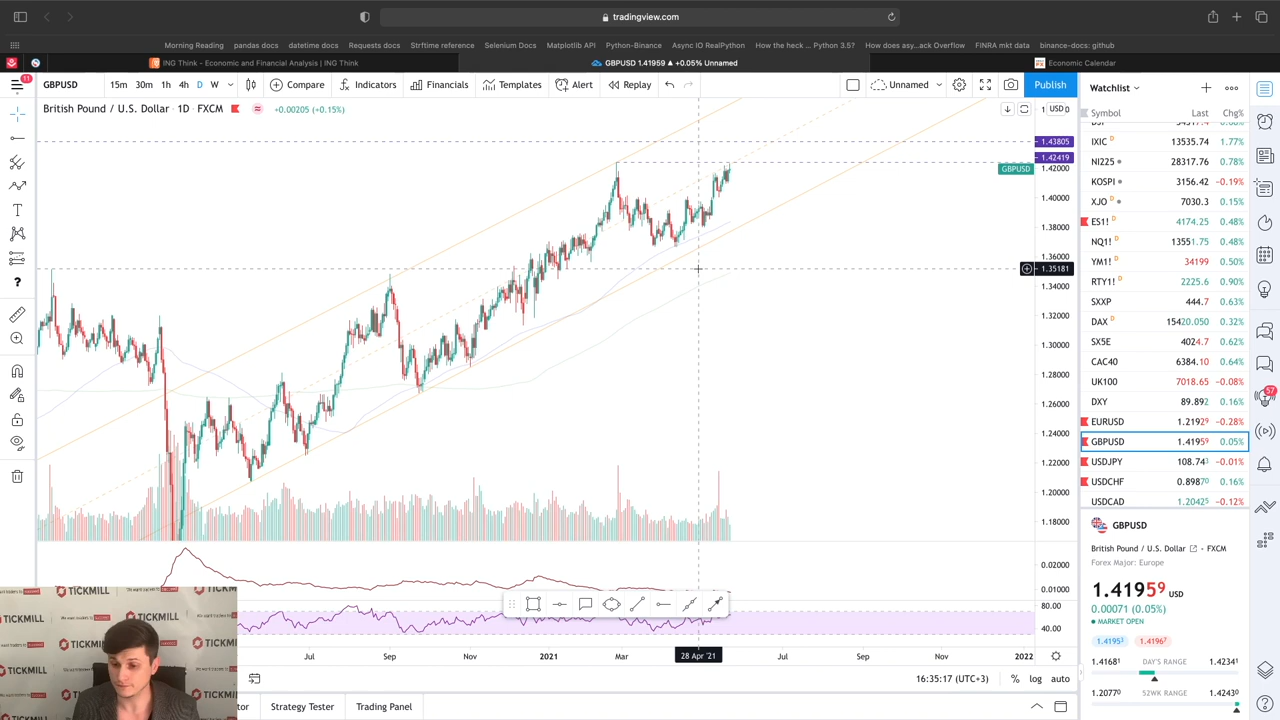 tradingview.com
Morning Reading pandas docs datetime docs Requests docs Strftime reference Selenium Docs Matplotlib API Python-Binance Async IO RealPython How the heck ... Python 3.5? How does asy...ack Overflow FINRA mkt data binance-docs: github
ING Think - Economic and Financial Analysis | ING Think GBPUSD 1.41959 ▲ +0.05% Unnamed Economic Calendar
11 GBPUSD 15m 30m 1h 4h D W Compare Indicators Financials Templates Alert Replay Unnamed Publish Watchlist
British Pound / U.S. Dollar · 1D · FXCM +0.00205 (+0.15%) USD
Symbol Last Chg%
IXIC D 13535.74 1.77%
NI225 28317.76 0.78%
KOSPI 3156.42 −0.19%
XJO D 7030.3 0.15%
ES1! D 4174.25 0.48%
NQ1! D 13551.75 0.48%
YM1! D 34199 0.50%
RTY1! D 2225.6 0.90%
SXXP 444.7 0.63%
DAX D 15420.050 0.32%
SX5E 4024.7 0.62%
CAC40 6384.10 0.64%
UK100 7018.65 −0.08%
DXY 89.892 0.16%
EURUSD 1.21929 −0.28%
GBPUSD 1.41959 0.05%
USDJPY 108.743 −0.01%
USDCHF 0.89870 0.16%
USDCAD 1.20425 −0.12%
57
1.43805
1.42419
GBPUSD 1.42000
1.40000
1.38000
1.36000
1.35181
1.34000
1.32000
1.30000
1.28000
1.26000
1.24000
1.22000
1.20000
1.18000
0.02000
0.01000
80.00
40.00
Jul Sep Nov 2021 Mar 28 Apr '21 Jul Sep Nov 2022
16:35:17 (UTC+3) % log auto
Strategy Tester Trading Panel
GBPUSD
British Pound / U.S. Dollar · FXCM
Forex Major: Europe
1.41959 USD
0.00071 (0.05%)
MARKET OPEN
1.41953 1.41967
1.41681 DAY'S RANGE 1.42341
1.20770 52WK RANGE 1.42430
TICKMILL
TICKMILL
TICKMILL